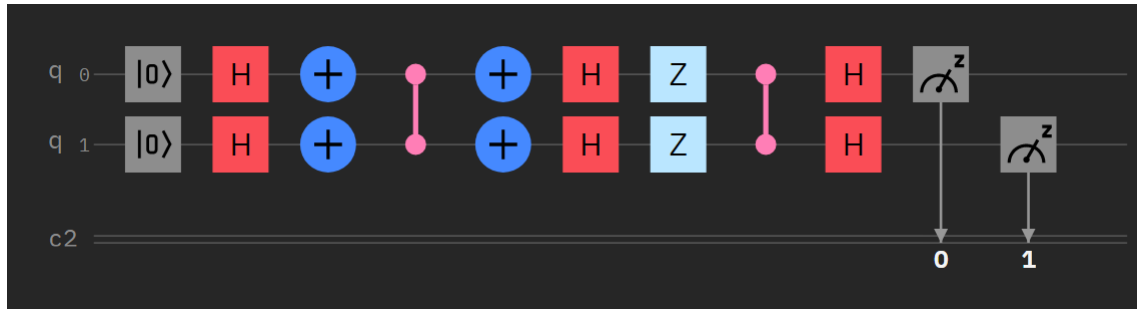 q 0 |0⟩ H + + H Z H z
q 1 |0⟩ H + + H Z H z
c2
0 1